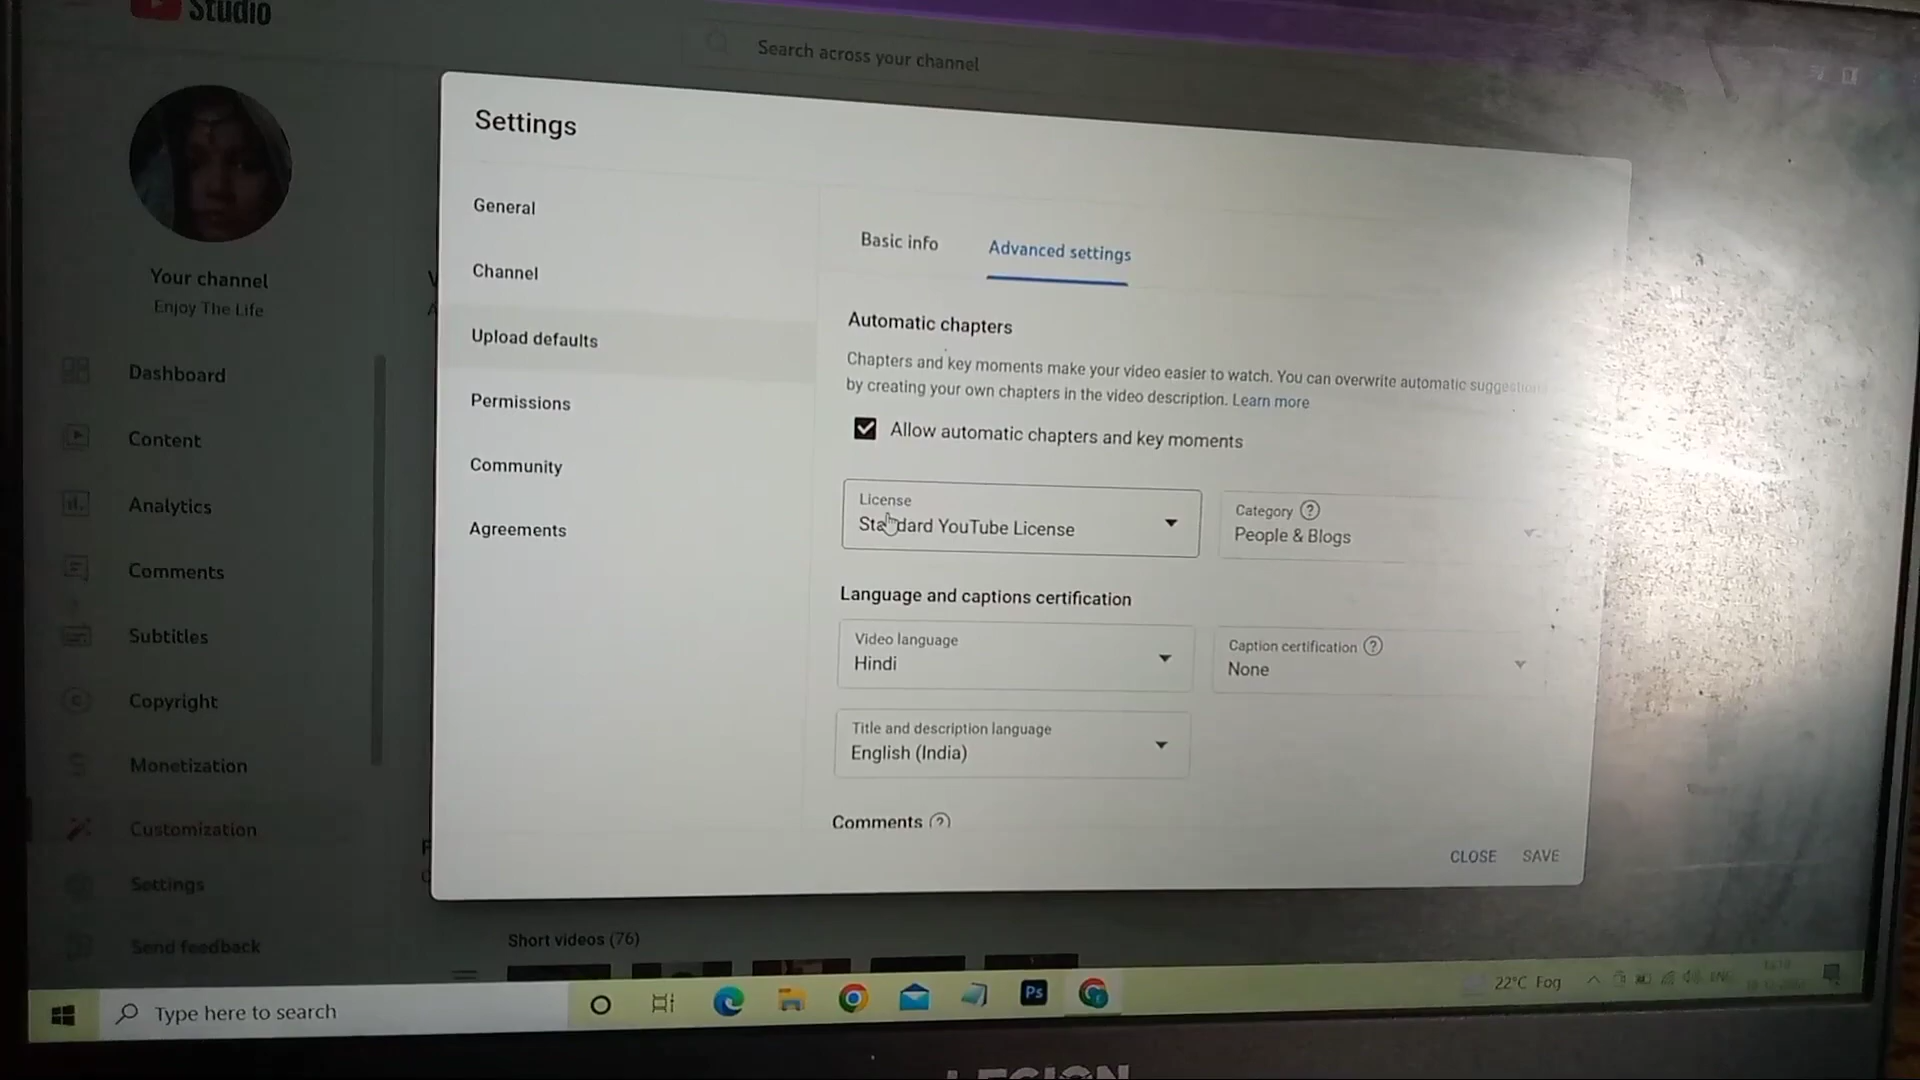 Studio
Search across your channel
Your channel
Enjoy The Life
Dashboard
Content
Analytics
Comments
Subtitles
Copyright
Monetization
Customization
Settings
Send feedback
Settings
General
Channel
Upload defaults
Permissions
Community
Agreements
Basic info
Advanced settings
Automatic chapters
Chapters and key moments make your video easier to watch. You can overwrite automatic suggestions
by creating your own chapters in the video description. Learn more
Allow automatic chapters and key moments
License
Standard YouTube License
Category ?
People & Blogs
Language and captions certification
Video language
Hindi
Caption certification ?
None
Title and description language
English (India)
Comments ?
CLOSE
SAVE
Short videos (76)
Type here to search
Ps
22°C Fog
ENG
LEGION